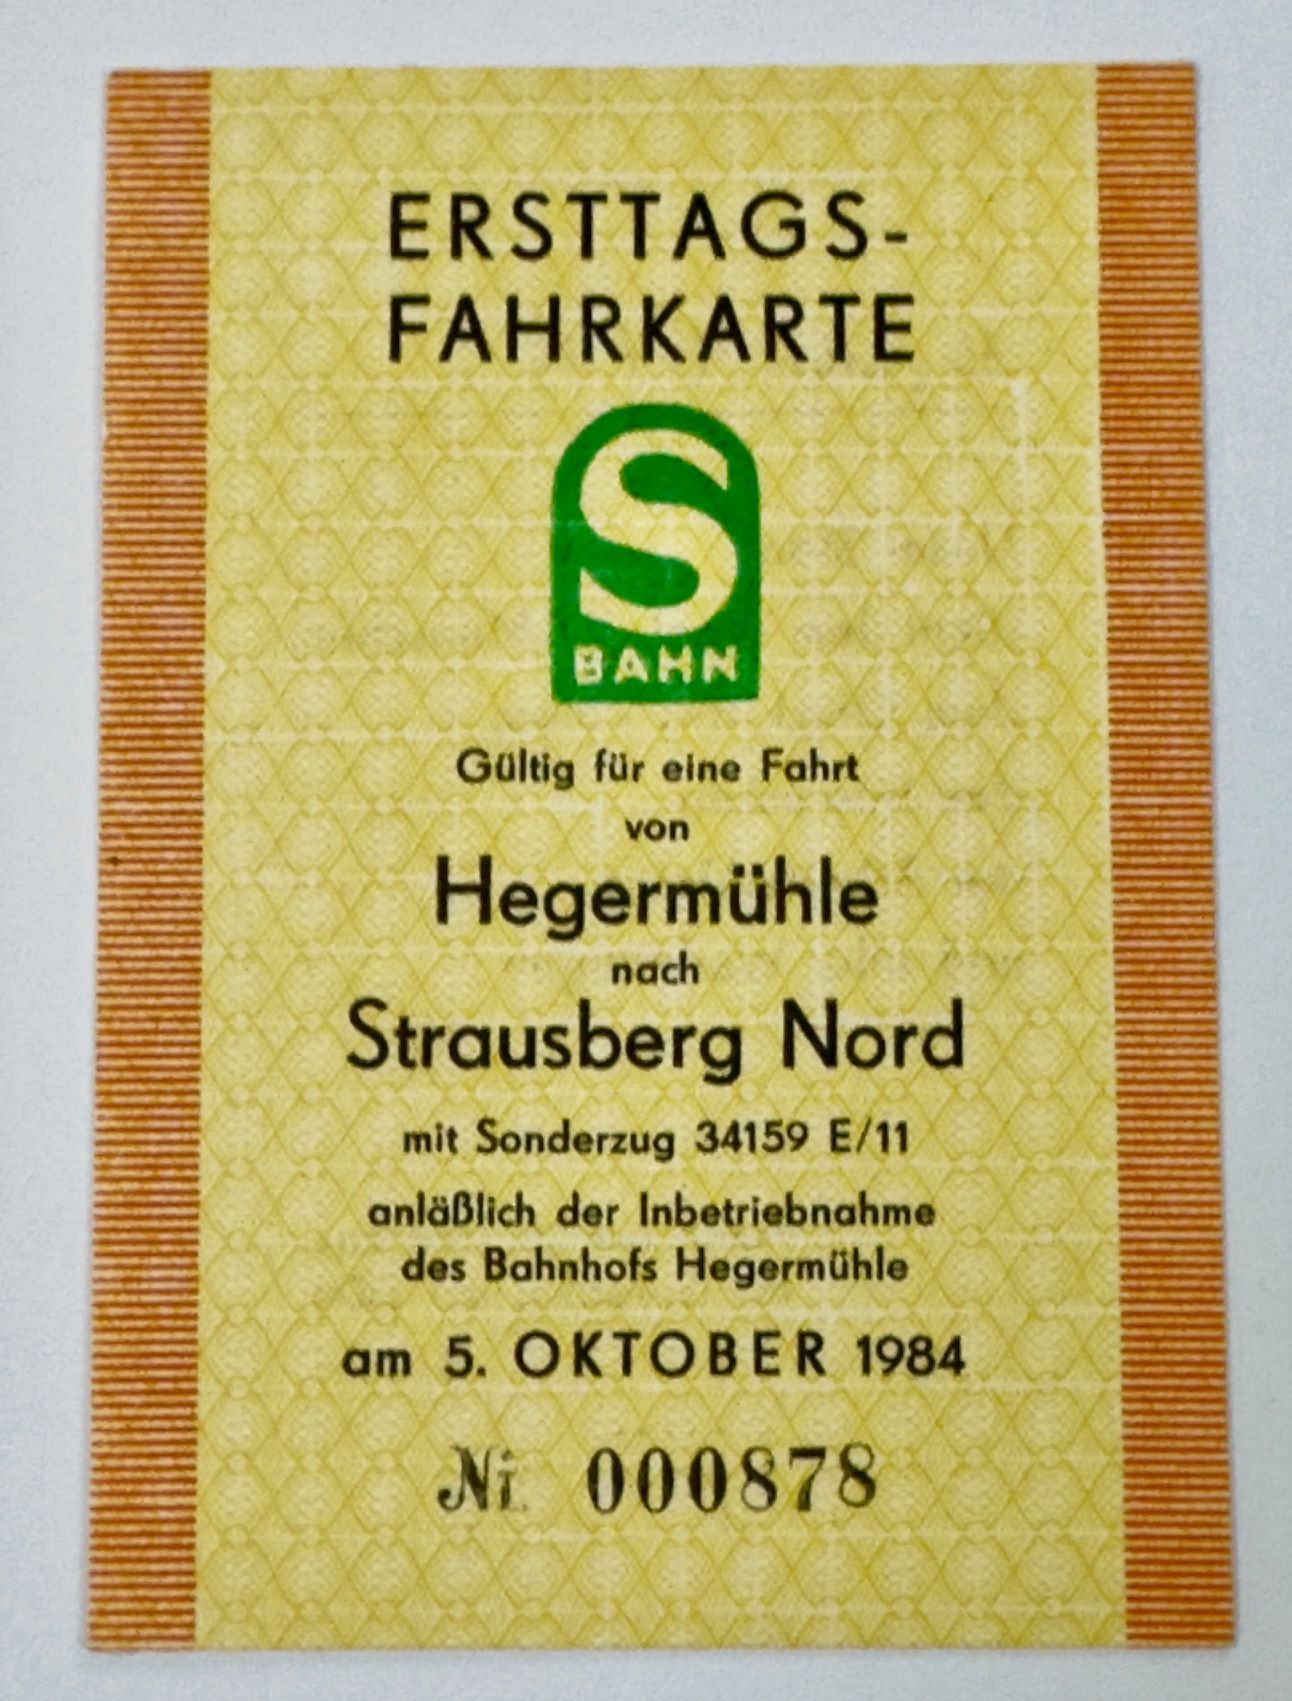 ERSTTAGS-
FAHRKARTE
S
BAHN
Gültig für eine Fahrt
von
Hegermühle
nach
Strausberg Nord
mit Sonderzug 34159 E/11
anläßlich der Inbetriebnahme
des Bahnhofs Hegermühle
am 5. OKTOBER 1984
Nr. 000878